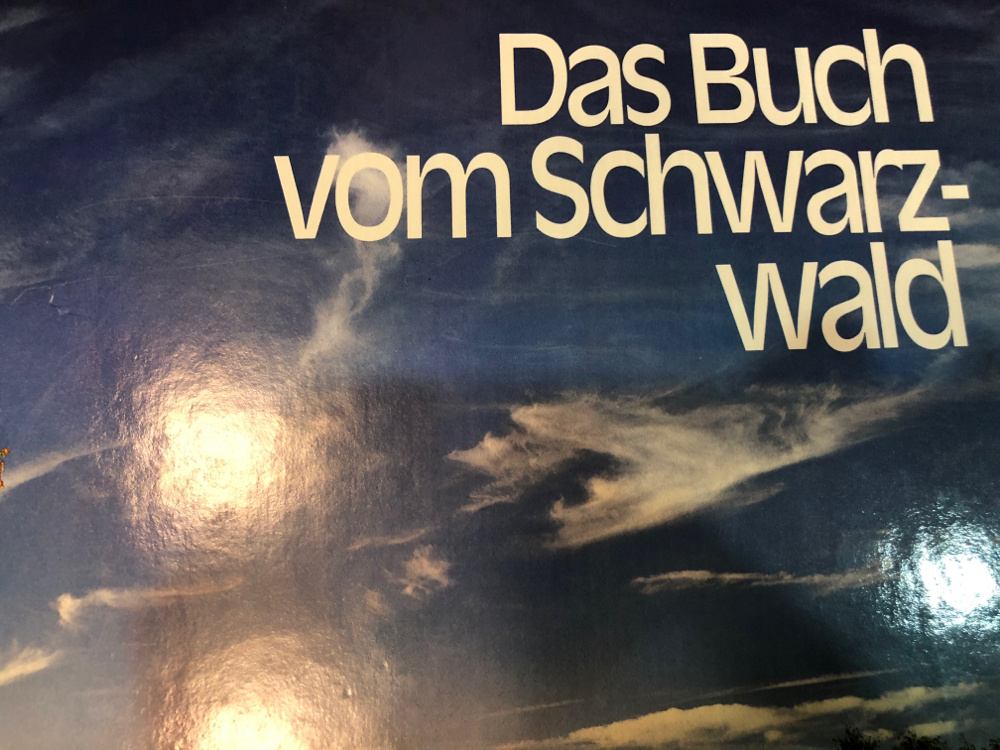 Das Buch
vom Schwarz-
wald